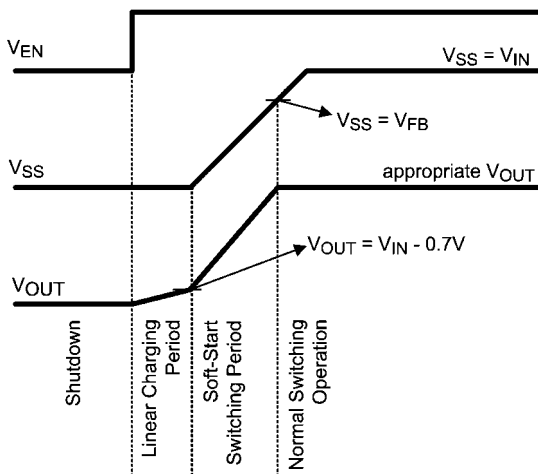 VEN
VSS = VIN
VSS = VFB
VSS
appropriate VOUT
VOUT = VIN - 0.7V
VOUT
Shutdown
Linear Charging
Period
Soft-Start
Switching Period
Normal Switching
Operation